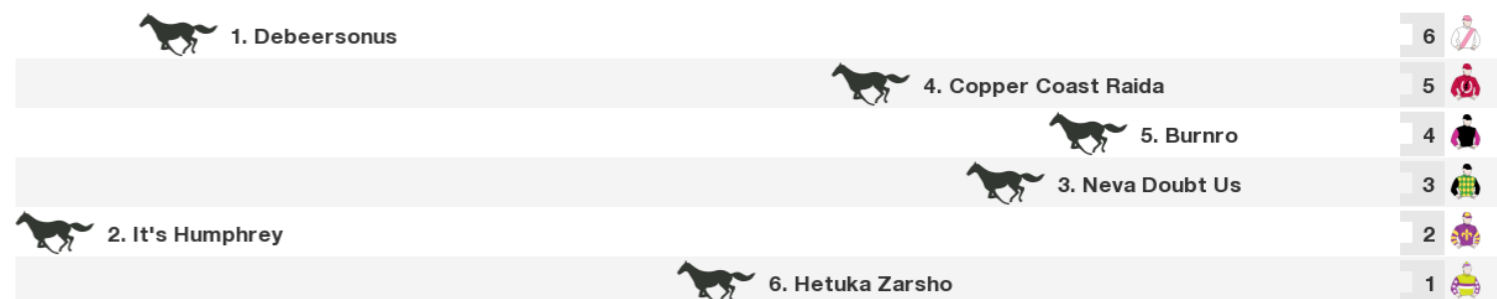 1. Debeersonus 6
4. Copper Coast Raida 5
5. Burnro 4
3. Neva Doubt Us 3
2. It's Humphrey 2
6. Hetuka Zarsho 1